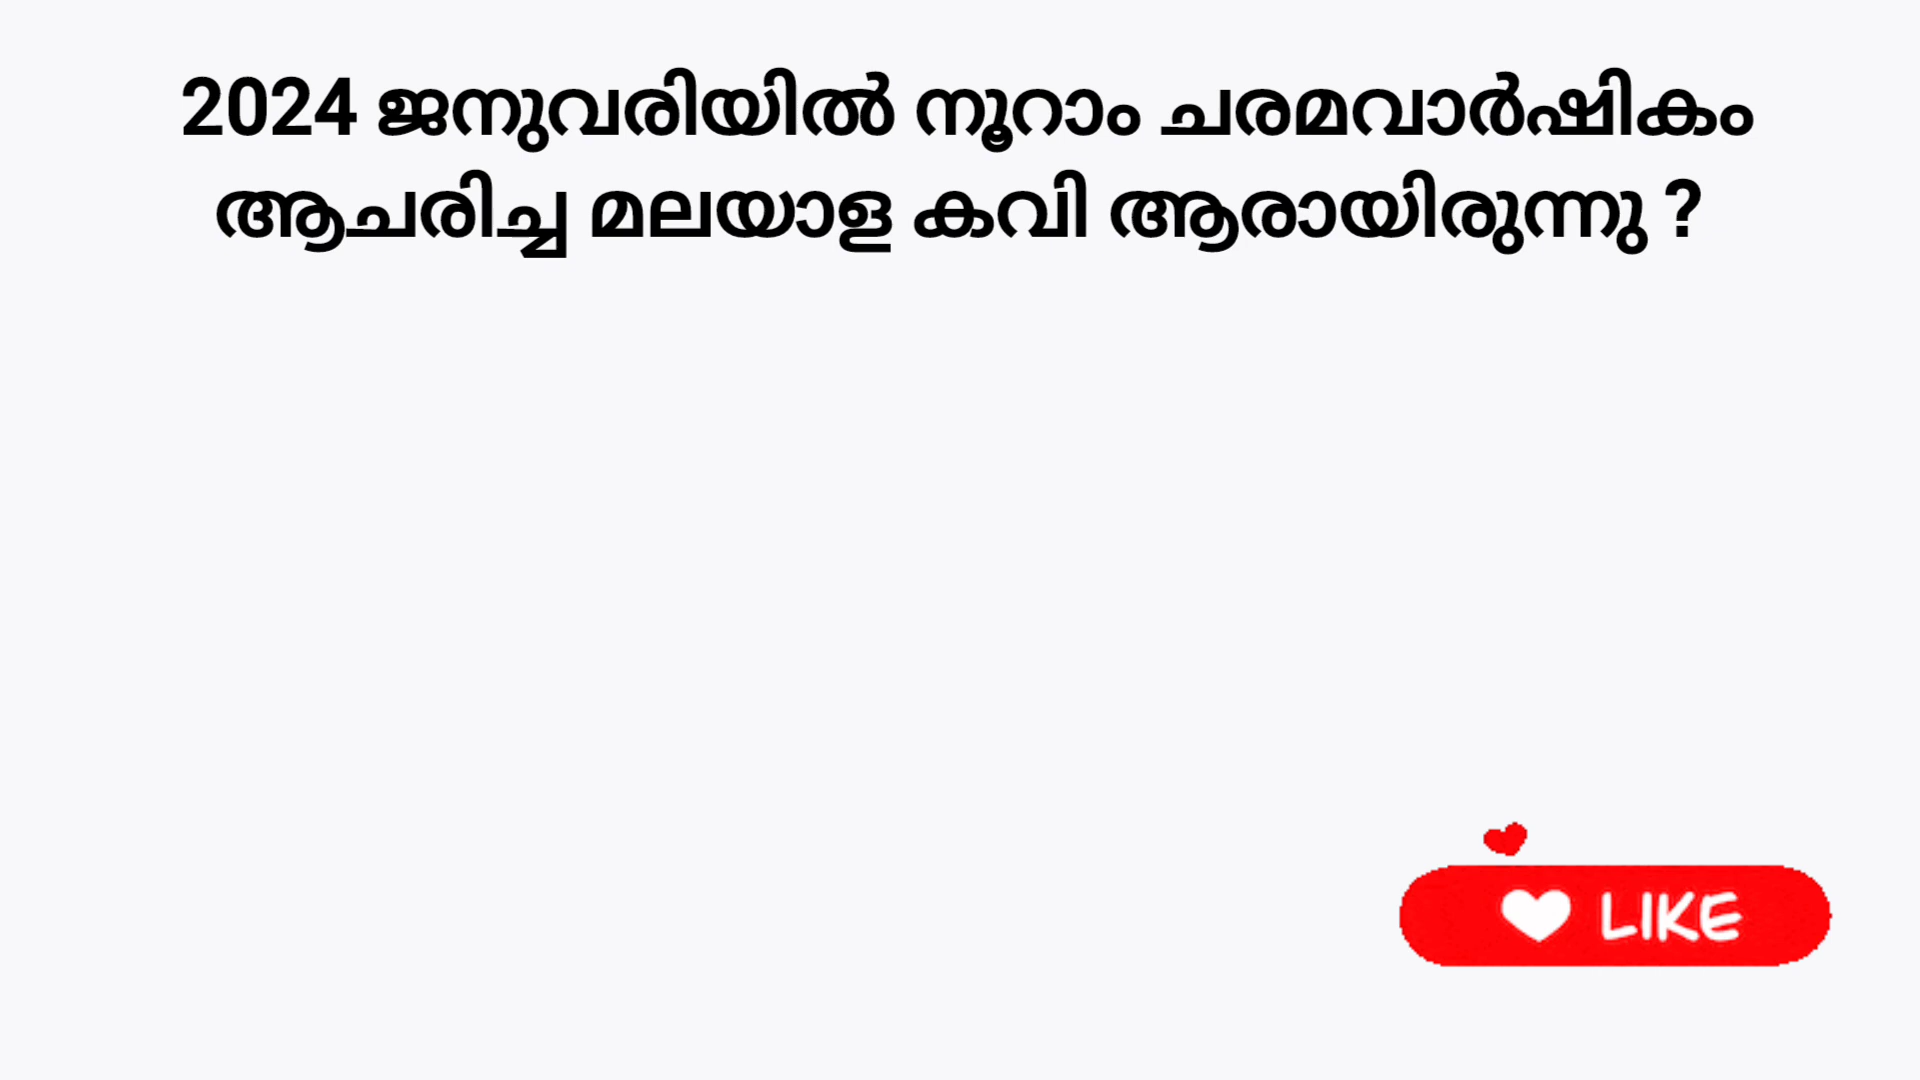 2024 ജനുവരിയിൽ നൂറാം ചരമവാർഷികം
ആചരിച്ച മലയാള കവി ആരായിരുന്നു ?
LIKE